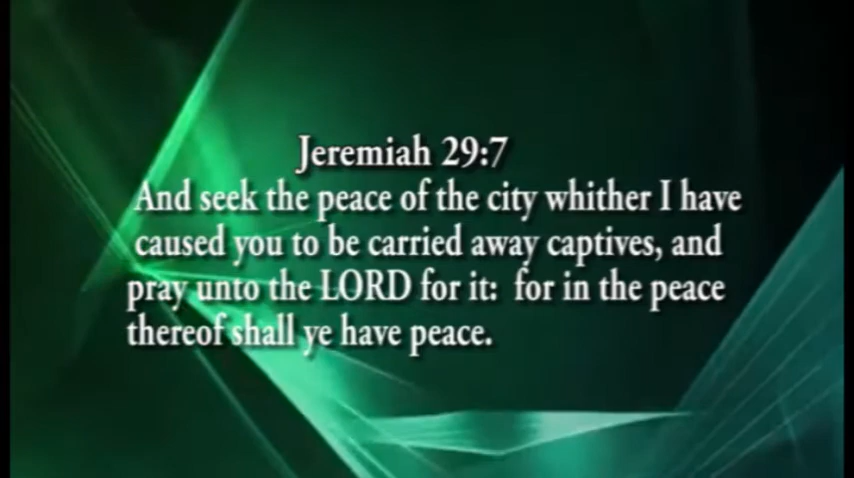 Jeremiah 29:7
And seek the peace of the city whither I have
caused you to be carried away captives, and
pray unto the LORD for it:  for in the peace
thereof shall ye have peace.